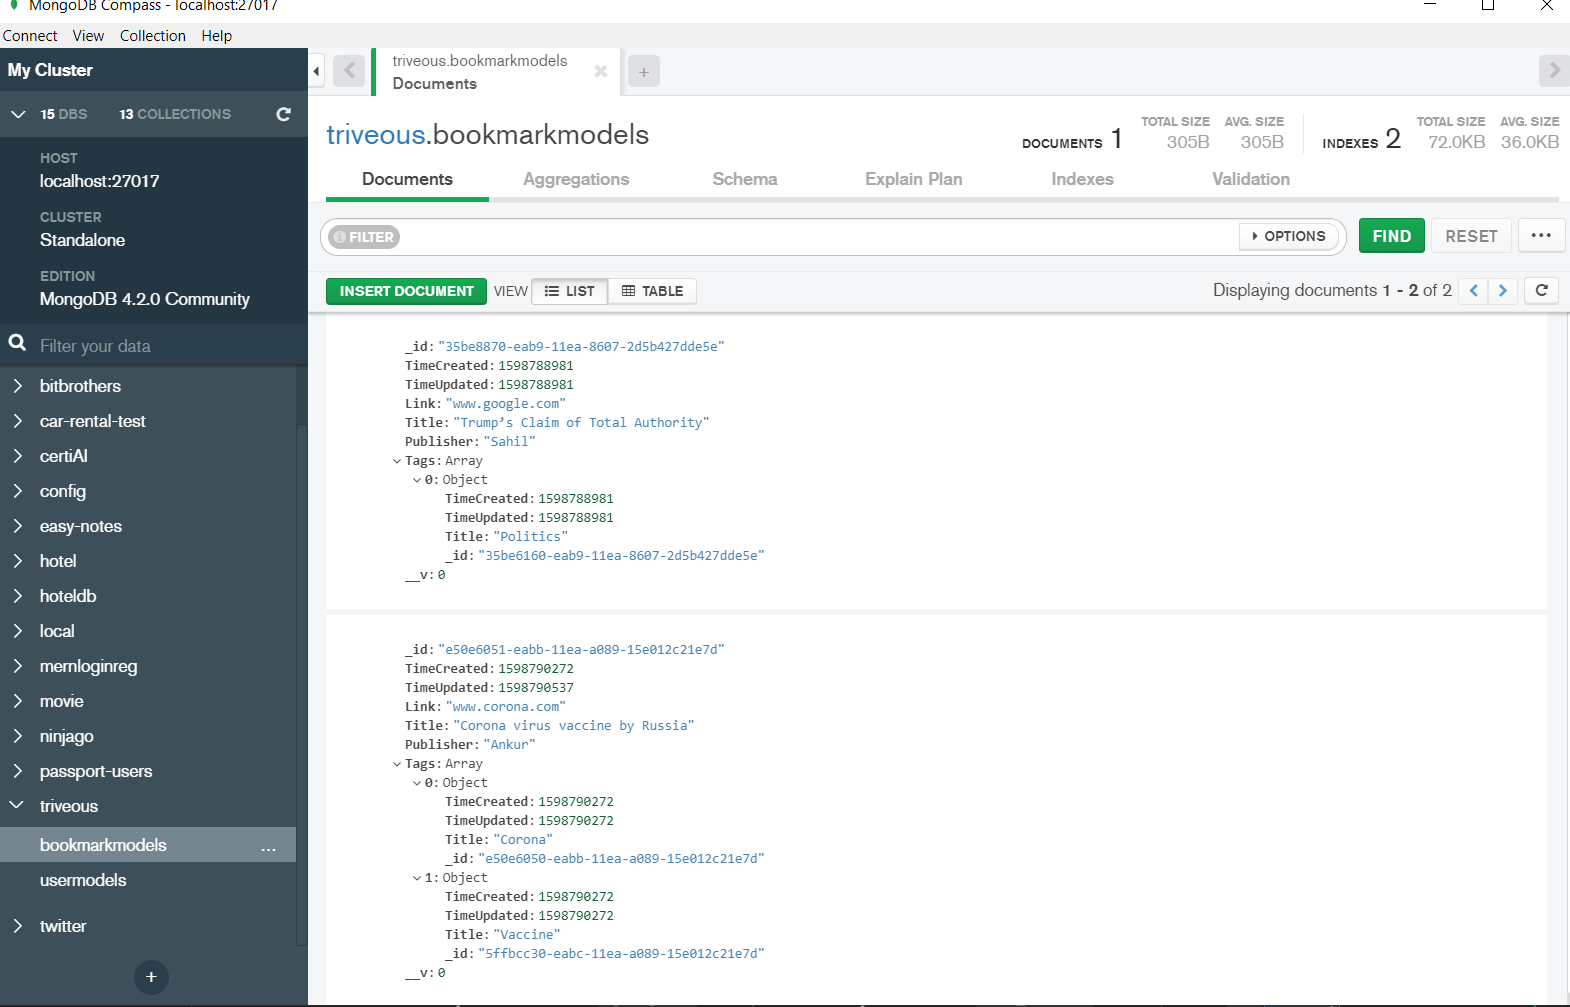 MongoDB Compass - localhost:27017
Connect View Collection Help
My Cluster
15 DBS 13 COLLECTIONS
HOST
localhost:27017
CLUSTER
Standalone
EDITION
MongoDB 4.2.0 Community
Filter your data
bitbrothers
car-rental-test
certiAI
config
easy-notes
hotel
hoteldb
local
mernloginreg
movie
ninjago
passport-users
triveous
bookmarkmodels ...
usermodels
twitter
+
triveous.bookmarkmodels
Documents
+
triveous.bookmarkmodels
DOCUMENTS 1 TOTAL SIZE 305B AVG. SIZE 305B INDEXES 2 TOTAL SIZE 72.0KB AVG. SIZE 36.0KB
Documents Aggregations Schema Explain Plan Indexes Validation
FILTER OPTIONS FIND RESET ...
INSERT DOCUMENT VIEW LIST TABLE Displaying documents 1 - 2 of 2
_id: "35be8870-eab9-11ea-8607-2d5b427dde5e"
TimeCreated: 1598788981
TimeUpdated: 1598788981
Link: "www.google.com"
Title: "Trump’s Claim of Total Authority"
Publisher: "Sahil"
Tags: Array
0: Object
TimeCreated: 1598788981
TimeUpdated: 1598788981
Title: "Politics"
_id: "35be6160-eab9-11ea-8607-2d5b427dde5e"
__v: 0
_id: "e50e6051-eabb-11ea-a089-15e012c21e7d"
TimeCreated: 1598790272
TimeUpdated: 1598790537
Link: "www.corona.com"
Title: "Corona virus vaccine by Russia"
Publisher: "Ankur"
Tags: Array
0: Object
TimeCreated: 1598790272
TimeUpdated: 1598790272
Title: "Corona"
_id: "e50e6050-eabb-11ea-a089-15e012c21e7d"
1: Object
TimeCreated: 1598790272
TimeUpdated: 1598790272
Title: "Vaccine"
_id: "5ffbcc30-eabc-11ea-a089-15e012c21e7d"
__v: 0